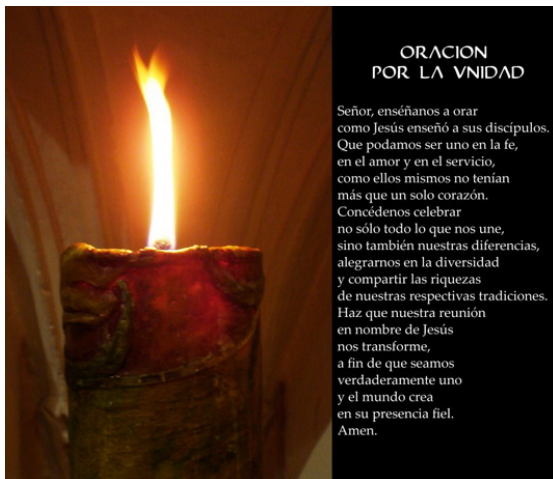 ORACION
POR LA VNIDAD
Señor, enséñanos a orar
como Jesús enseñó a sus discípulos.
Que podamos ser uno en la fe,
en el amor y en el servicio,
como ellos mismos no tenían
más que un solo corazón.
Concédenos celebrar
no sólo todo lo que nos une,
sino también nuestras diferencias,
alegrarnos en la diversidad
y compartir las riquezas
de nuestras respectivas tradiciones.
Haz que nuestra reunión
en nombre de Jesús
nos transforme,
a fin de que seamos
verdaderamente uno
y el mundo crea
en su presencia fiel.
Amen.